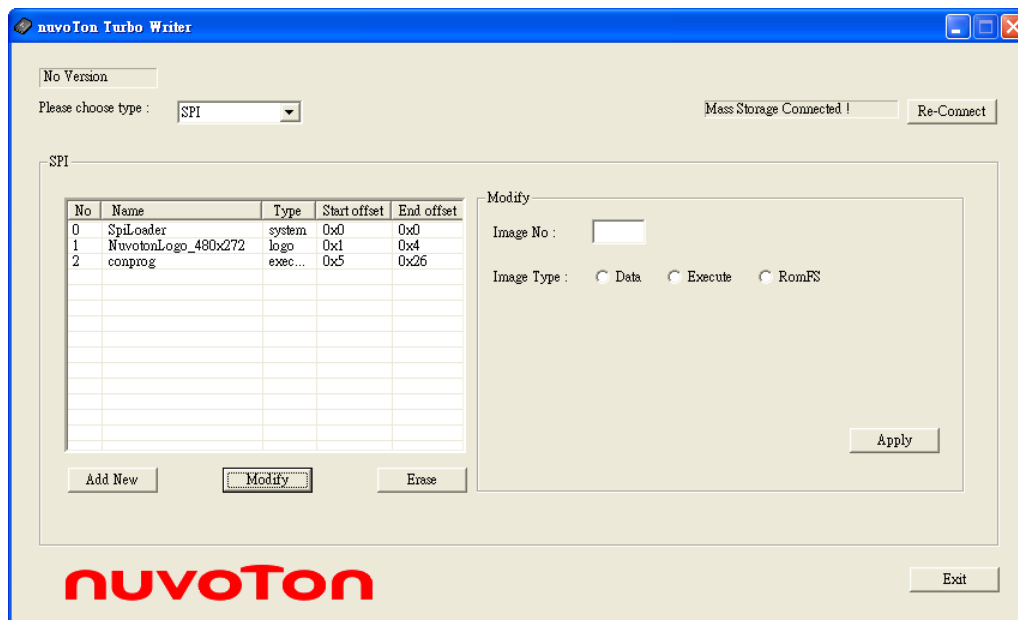 nuvoTon Turbo Writer
No Version
Please choose type : SPI
Mass Storage Connected ! Re-Connect
SPI
No Name Type Start offset End offset
0 SpiLoader system 0x0 0x0
1 NuvotonLogo_480x272 logo 0x1 0x4
2 conprog exec... 0x5 0x26
Add New Modify Erase
Modify
Image No :
Image Type : Data Execute RomFS
Apply
nuvoTon
Exit